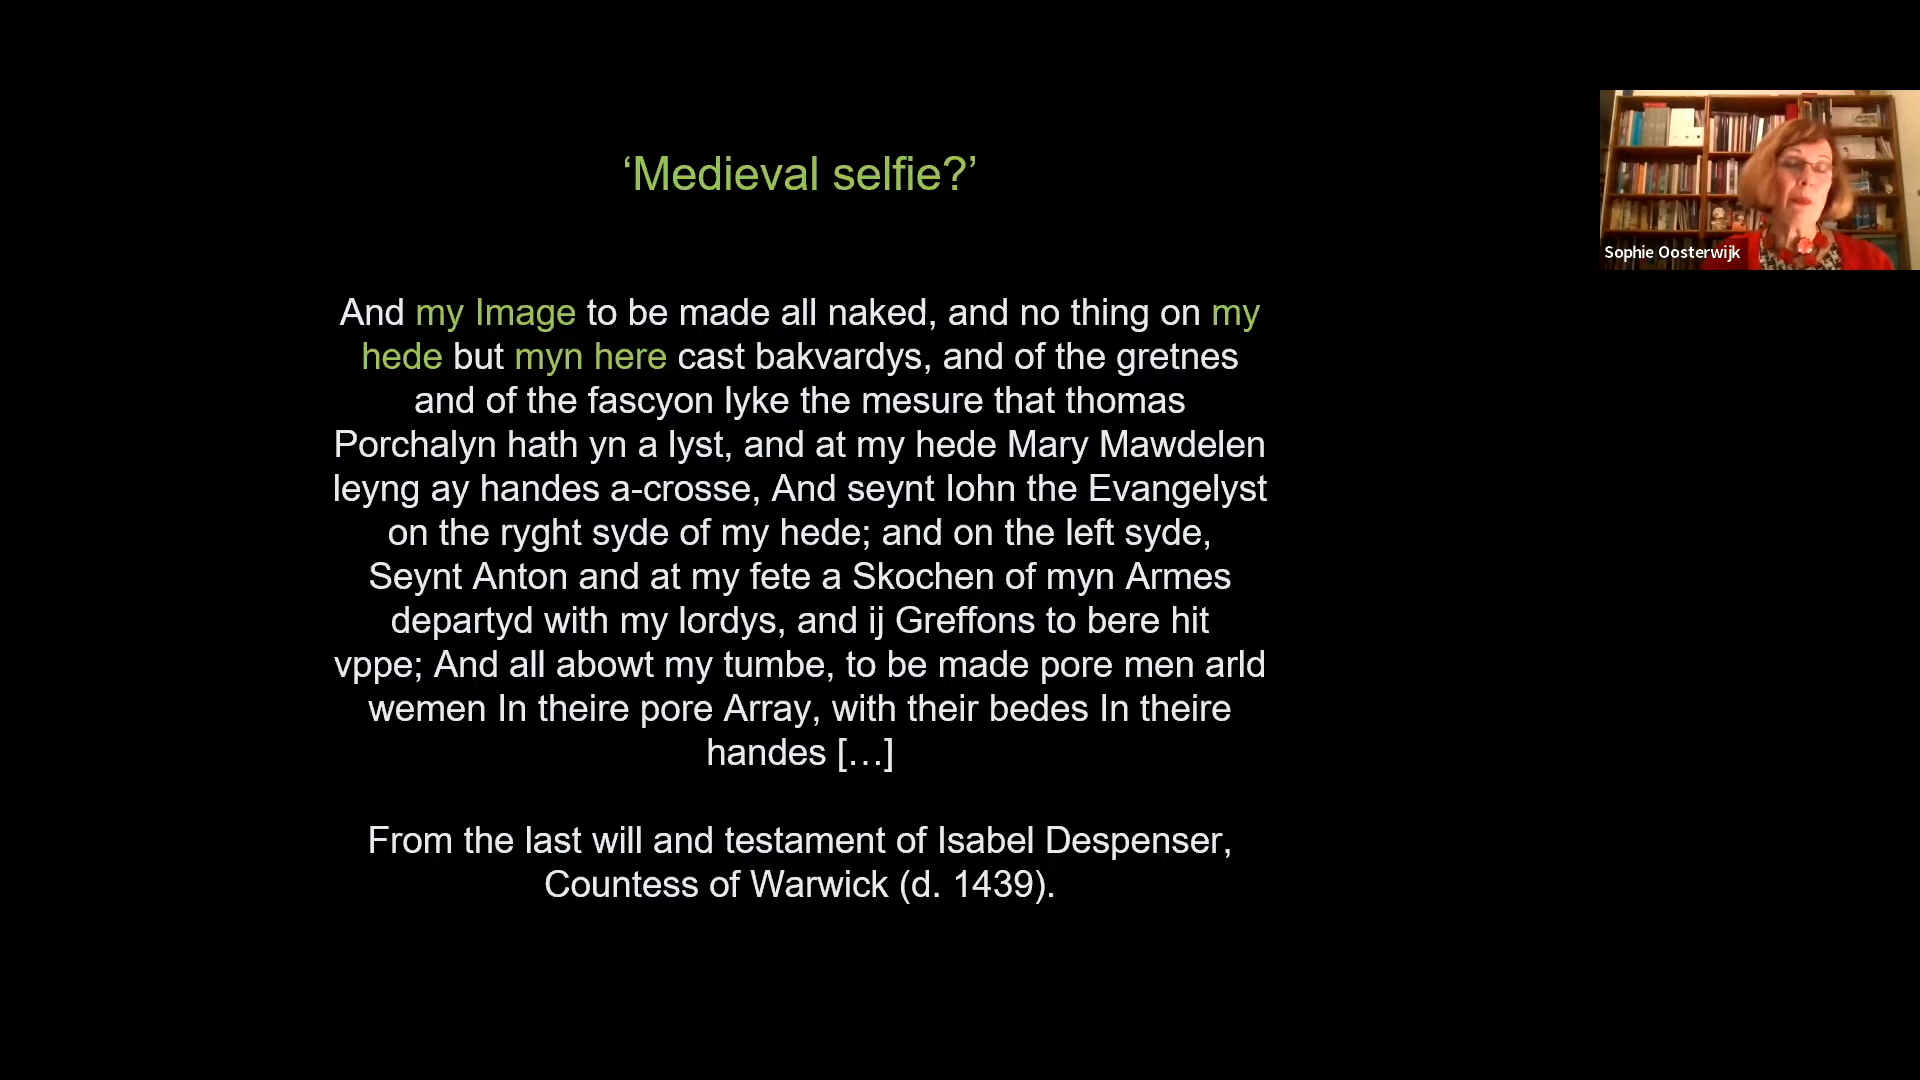 ‘Medieval selfie?’
And my Image to be made all naked, and no thing on my
hede but myn here cast bakvardys, and of the gretnes
and of the fascyon lyke the mesure that thomas
Porchalyn hath yn a lyst, and at my hede Mary Mawdelen
leyng ay handes a-crosse, And seynt Iohn the Evangelyst
on the ryght syde of my hede; and on the left syde,
Seynt Anton and at my fete a Skochen of myn Armes
departyd with my lordys, and ij Greffons to bere hit
vppe; And all abowt my tumbe, to be made pore men arld
wemen In theire pore Array, with their bedes In theire
handes […]
From the last will and testament of Isabel Despenser,
Countess of Warwick (d. 1439).
Sophie Oosterwijk